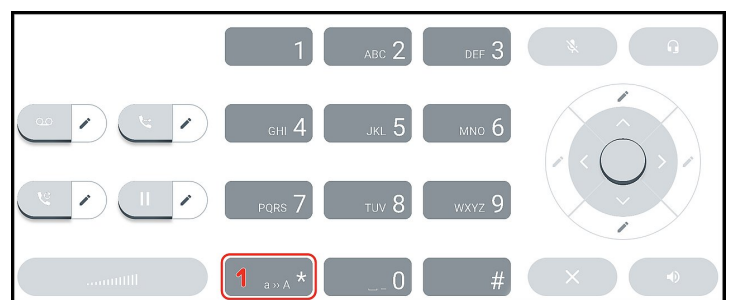 1
ABC 2
DEF 3
GHI 4
JKL 5
MNO 6
PQRS 7
TUV 8
WXYZ 9
1 a » A *
0
#